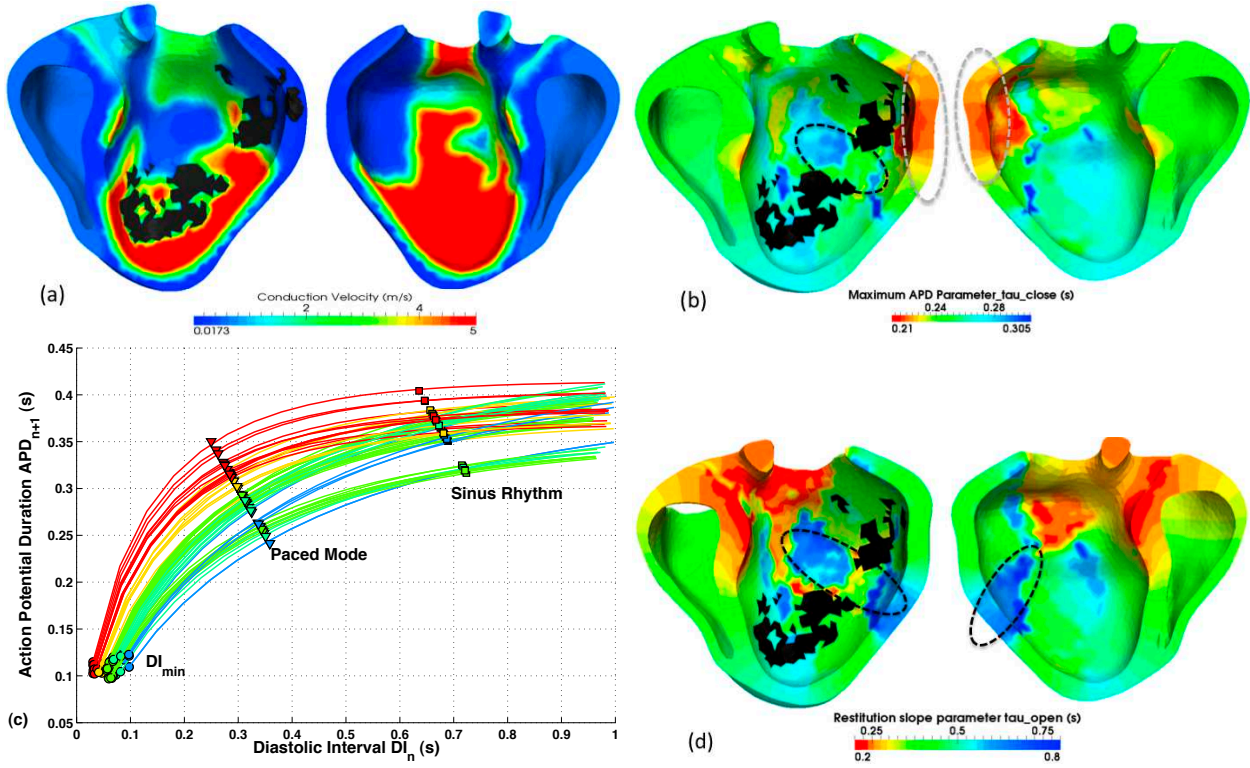 (a)
Conduction Velocity (m/s)
2 4
0.0173 5
(b)
Maximum APD Parameter_tau_close (s)
0.24 0.28
0.21 0.305
Action Potential Duration APDn+1 (s)
0.45
0.4
0.35
0.3
0.25
0.2
0.15
0.1
0.05
Sinus Rhythm
Paced Mode
DImin
0 0.1 0.2 0.3 0.4 0.5 0.6 0.7 0.8 0.9 1
Diastolic Interval DIn (s)
(c)
(d)
Restitution slope parameter tau_open (s)
0.25 0.5 0.75
0.2 0.8